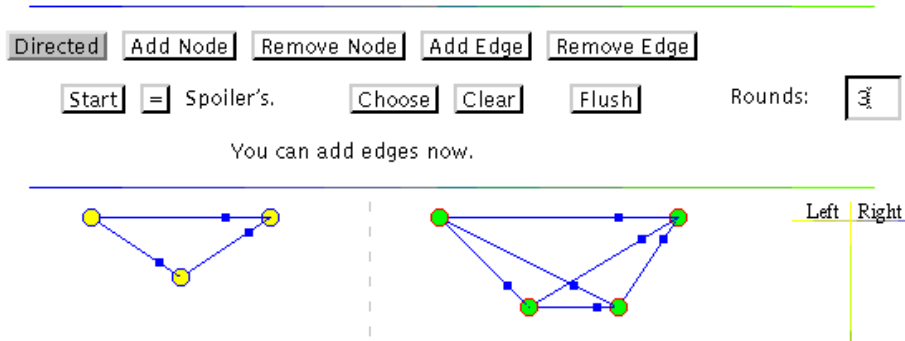 Directed Add Node Remove Node Add Edge Remove Edge
Start = Spoiler's. Choose Clear Flush Rounds: 3
You can add edges now.
Left Right